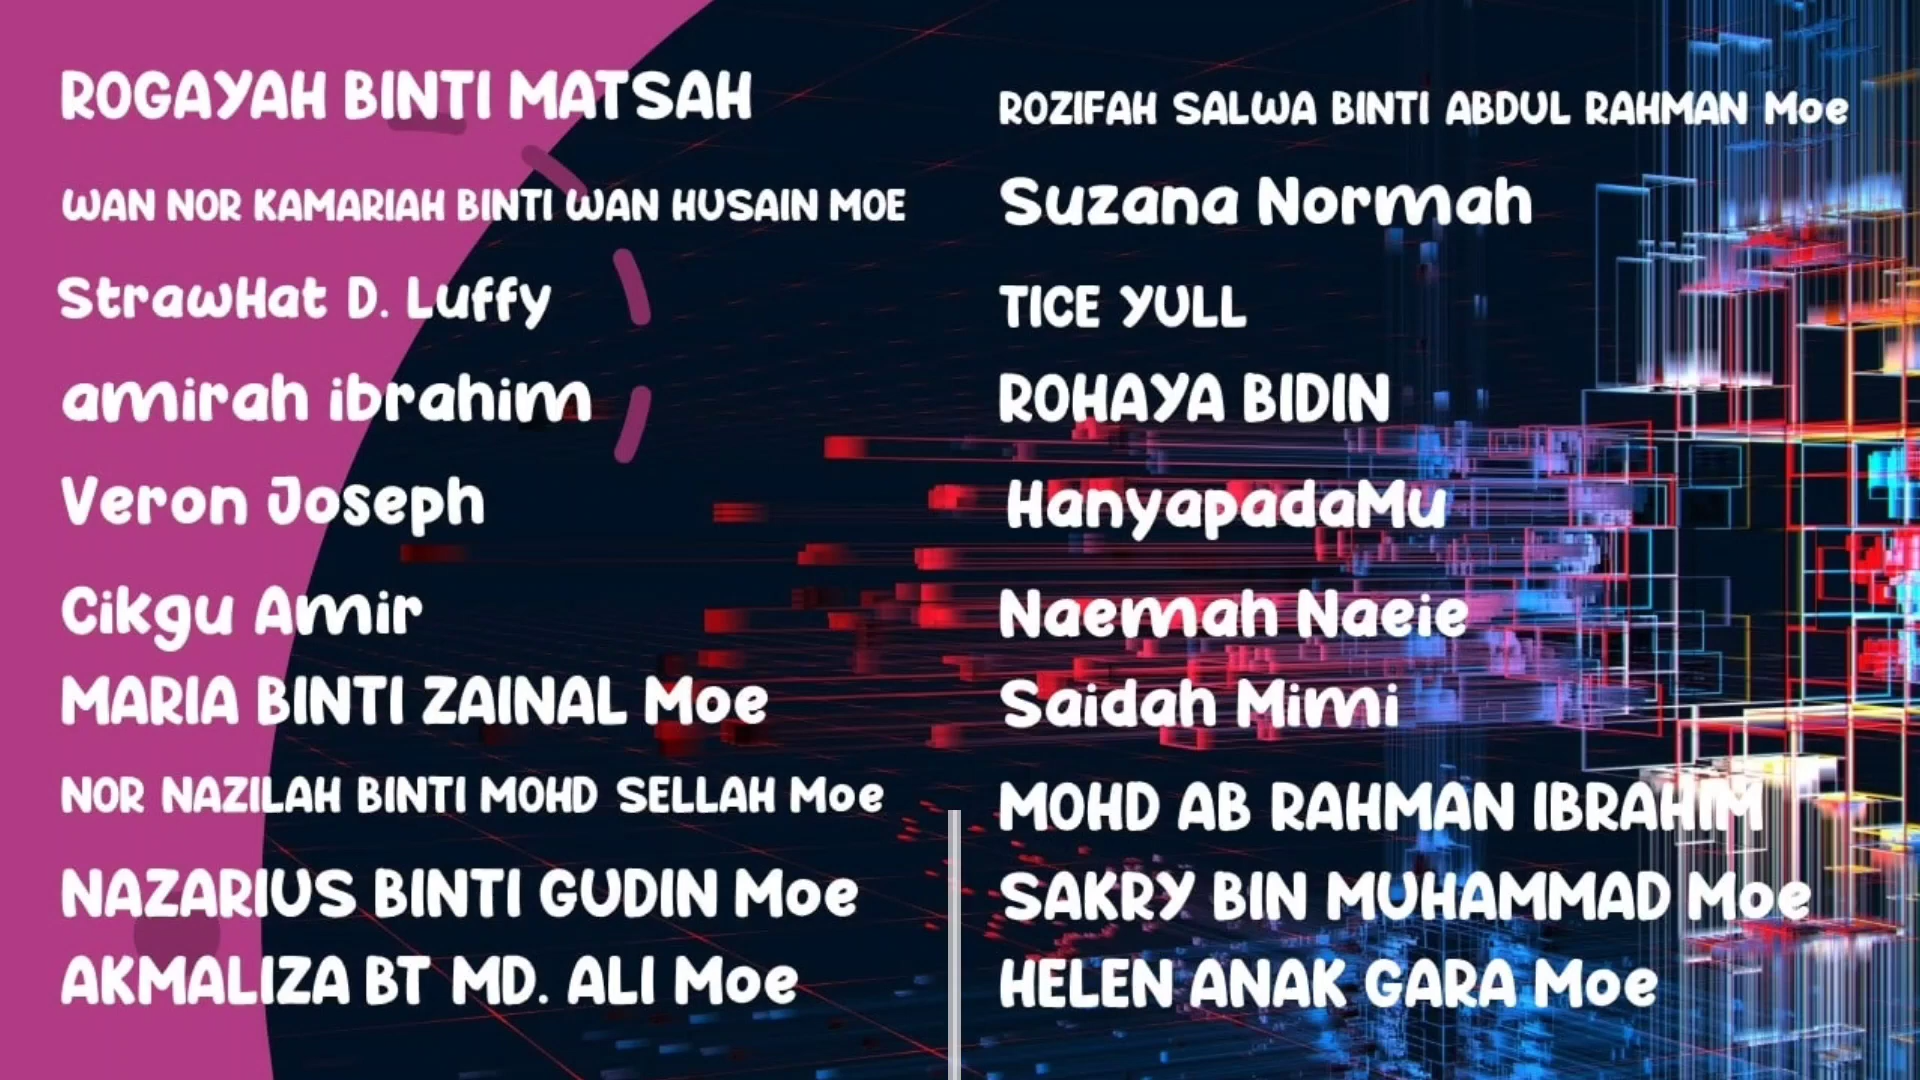 ROGAYAH BINTI MATSAH
WAN NOR KAMARIAH BINTI WAN HUSAIN MOE
StrawHat D. Luffy
amirah ibrahim
Veron Joseph
Cikgu Amir
MARIA BINTI ZAINAL Moe
NOR NAZILAH BINTI MOHD SELLAH Moe
NAZARIUS BINTI GUDIN Moe
AKMALIZA BT MD. ALI Moe
ROZIFAH SALWA BINTI ABDUL RAHMAN Moe
Suzana Normah
TICE YULL
ROHAYA BIDIN
HanyapadaMu
Naemah Naeie
Saidah Mimi
MOHD AB RAHMAN IBRAHIM
SAKRY BIN MUHAMMAD Moe
HELEN ANAK GARA Moe